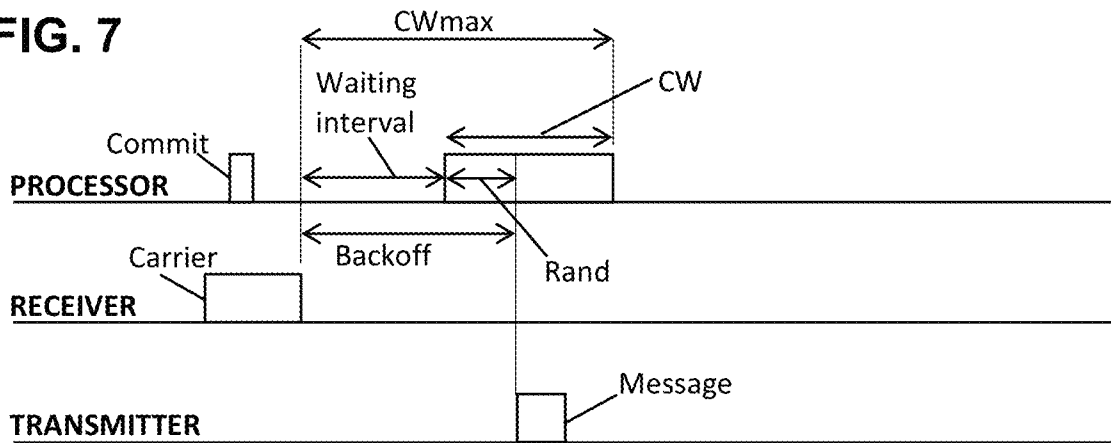 FIG. 7
CWmax
Waiting
interval
CW
Commit
PROCESSOR
Backoff
Rand
Carrier
RECEIVER
Message
TRANSMITTER